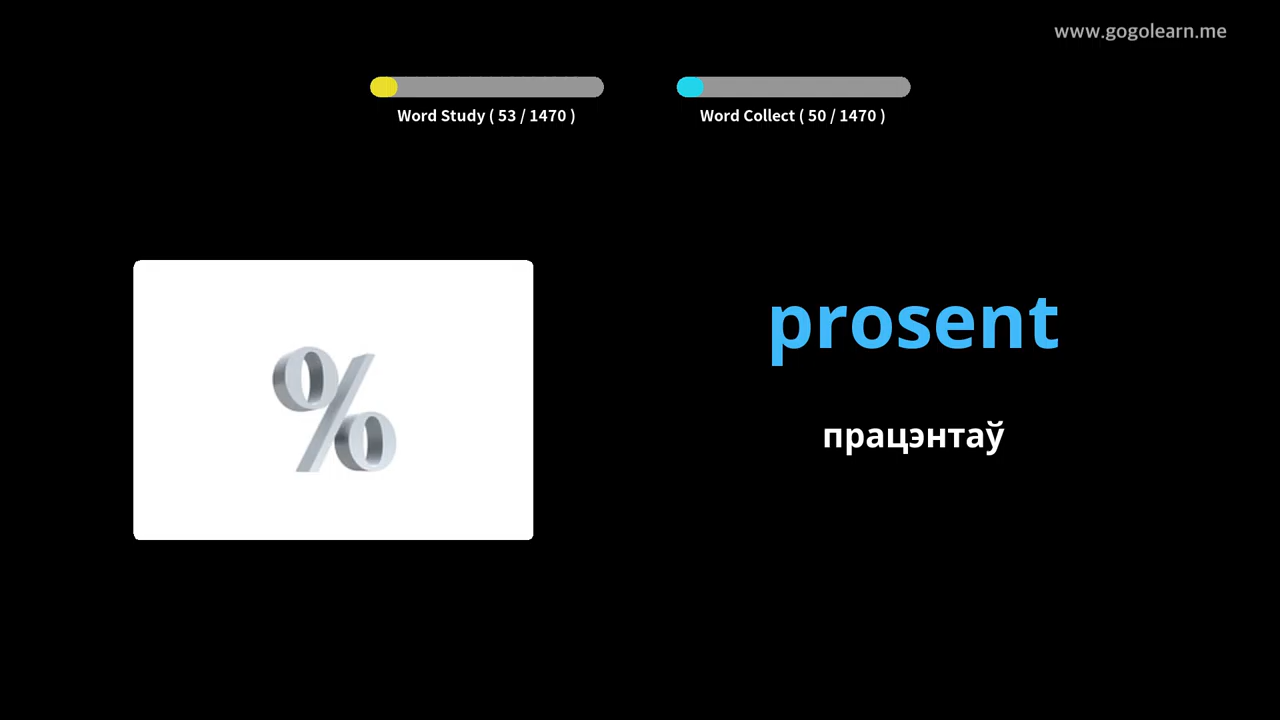 www.gogolearn.me
Word Study ( 53 / 1470 )
Word Collect ( 50 / 1470 )
%
prosent
працэнтаў